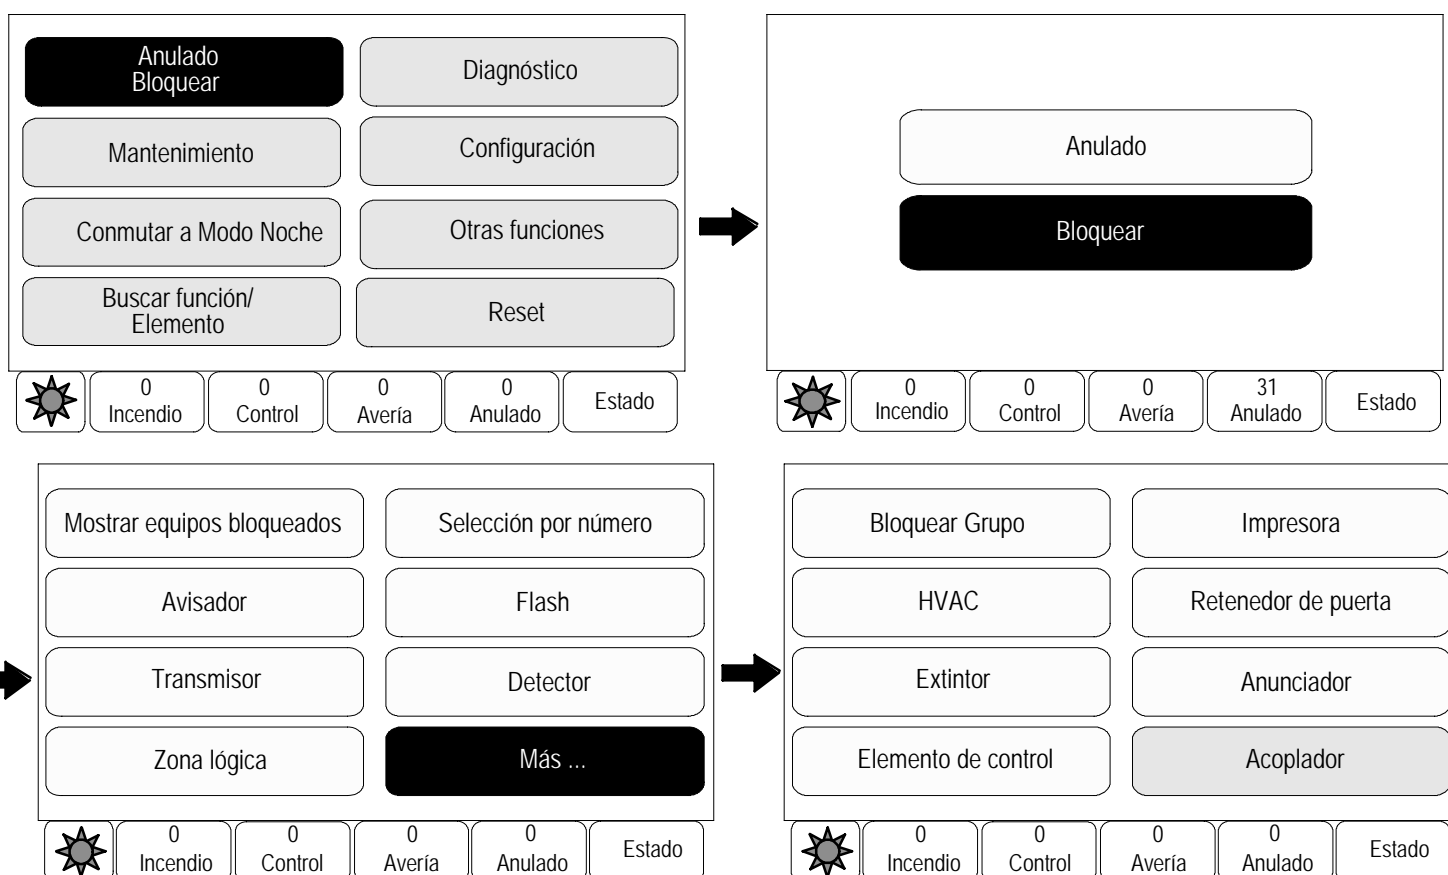 Anulado
Bloquear
Diagnóstico
Mantenimiento
Configuración
Conmutar a Modo Noche
Otras funciones
Buscar función/
Elemento
Reset
0
Incendio
0
Control
0
Avería
0
Anulado
Estado
Anulado
Bloquear
0
Incendio
0
Control
0
Avería
31
Anulado
Estado
Mostrar equipos bloqueados
Selección por número
Avisador
Flash
Transmisor
Detector
Zona lógica
Más ...
0
Incendio
0
Control
0
Avería
0
Anulado
Estado
Bloquear Grupo
Impresora
HVAC
Retenedor de puerta
Extintor
Anunciador
Elemento de control
Acoplador
0
Incendio
0
Control
0
Avería
0
Anulado
Estado